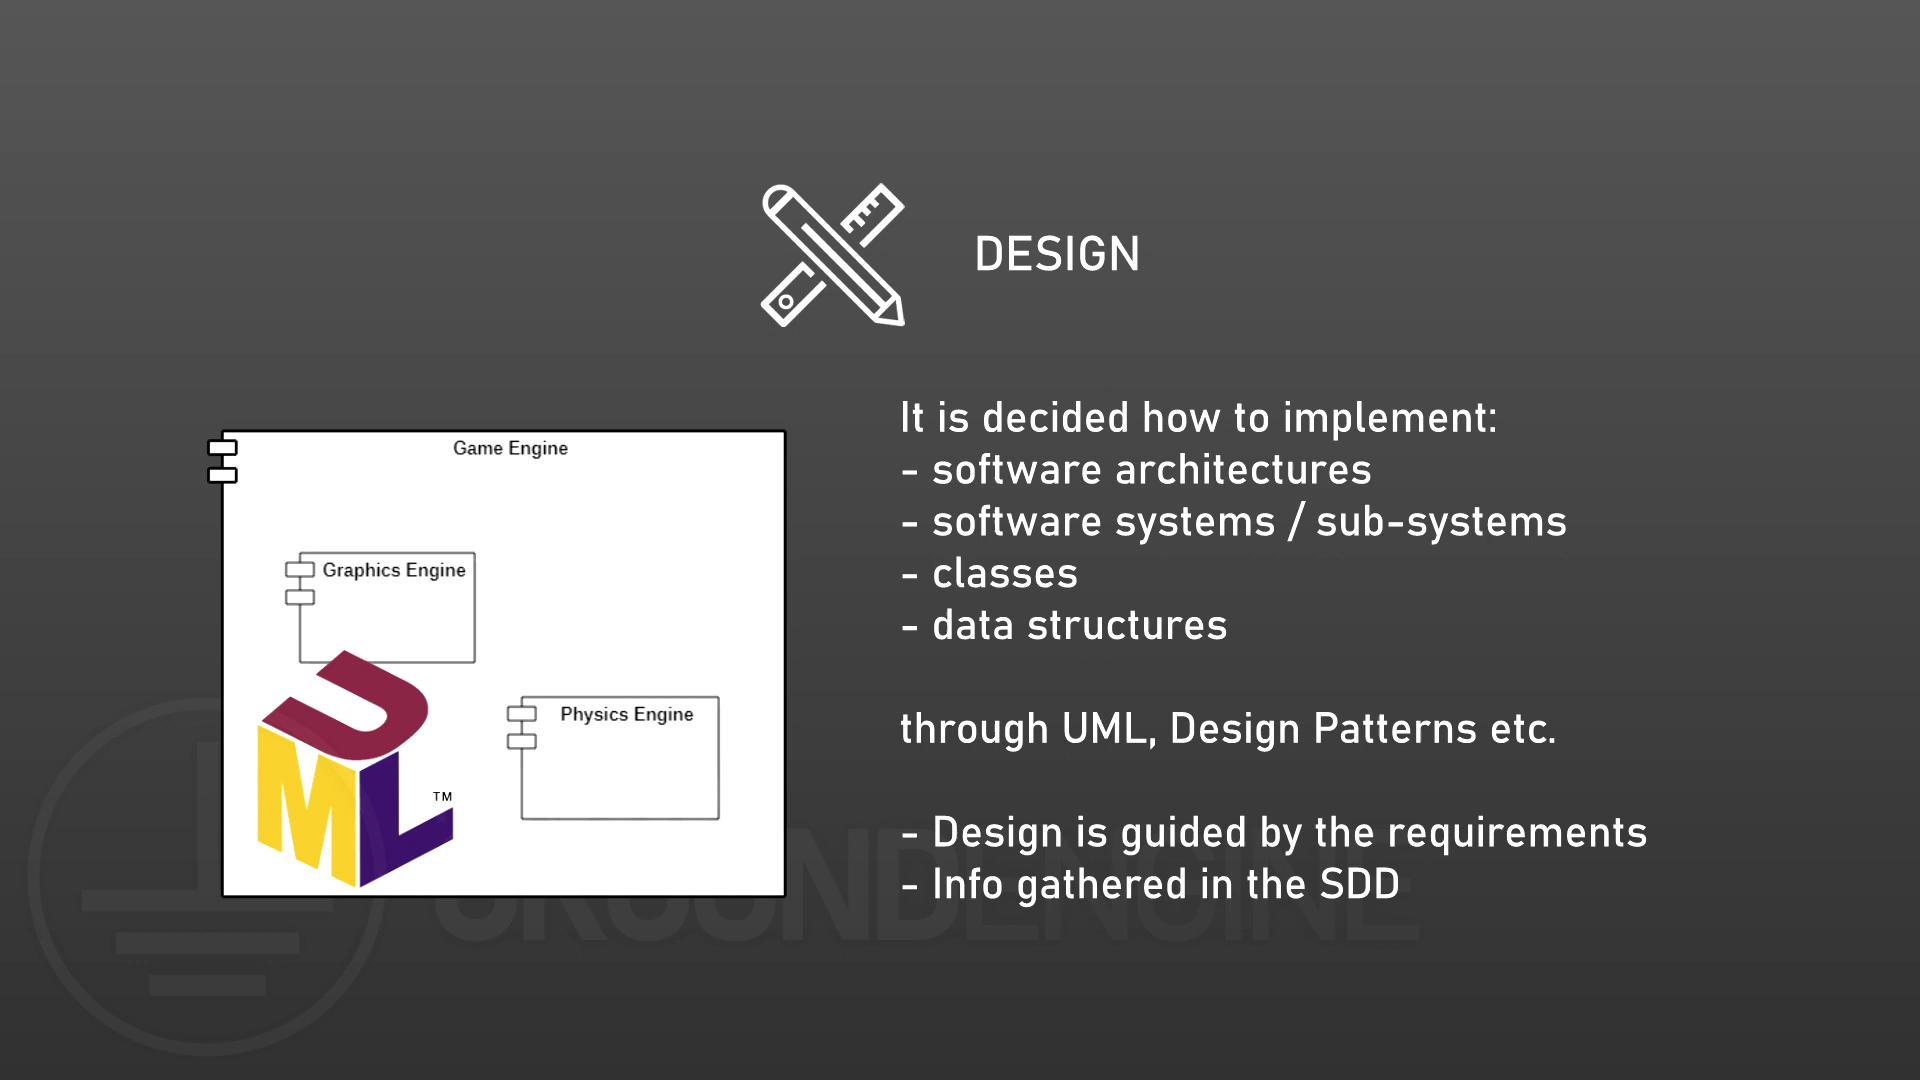 DESIGN
Game Engine
Graphics Engine
Physics Engine
UML
TM
It is decided how to implement:
- software architectures
- software systems / sub-systems
- classes
- data structures
through UML, Design Patterns etc.
- Design is guided by the requirements
- Info gathered in the SDD
GROUNDENGINE